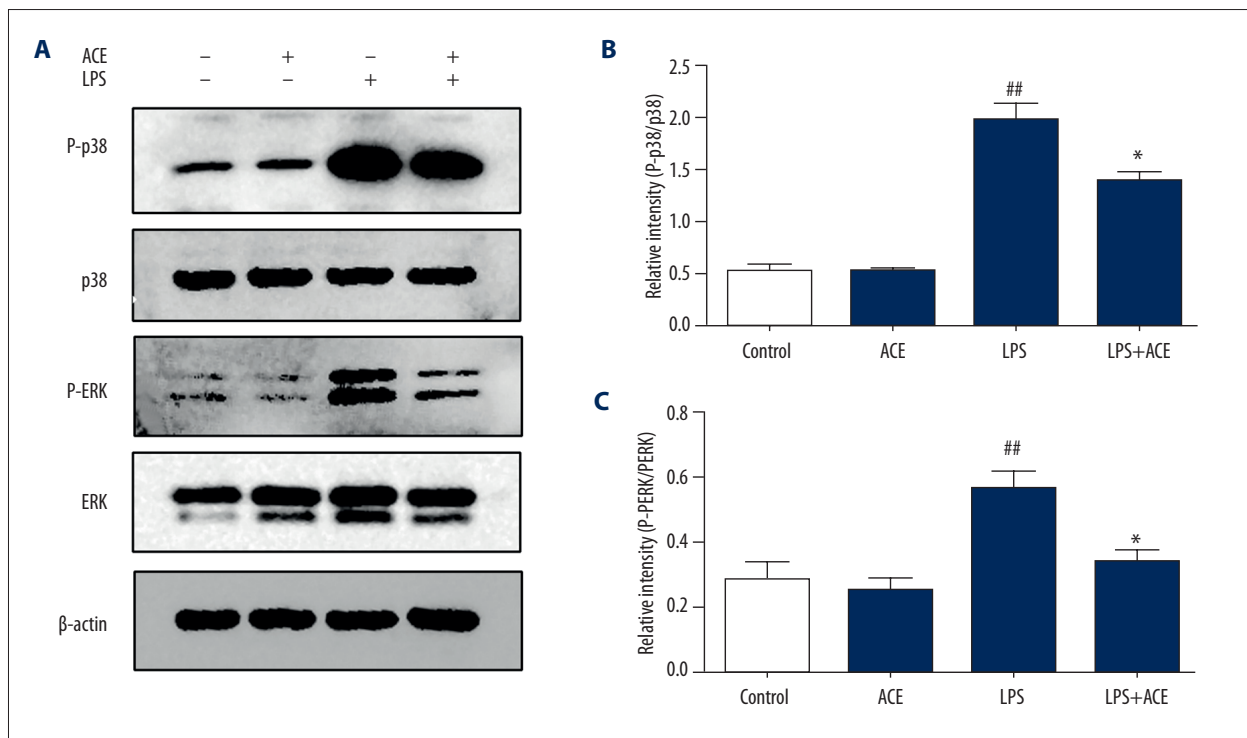 A
ACE – + – +
LPS – – + +
P-p38
p38
P-ERK
ERK
β-actin
B
Relative intensity (P-p38/p38)
2.5
2.0
1.5
1.0
0.5
0.0
##
*
Control ACE LPS LPS+ACE
C
Relative intensity (P-PERK/PERK)
0.8
0.6
0.4
0.2
0.0
##
*
Control ACE LPS LPS+ACE